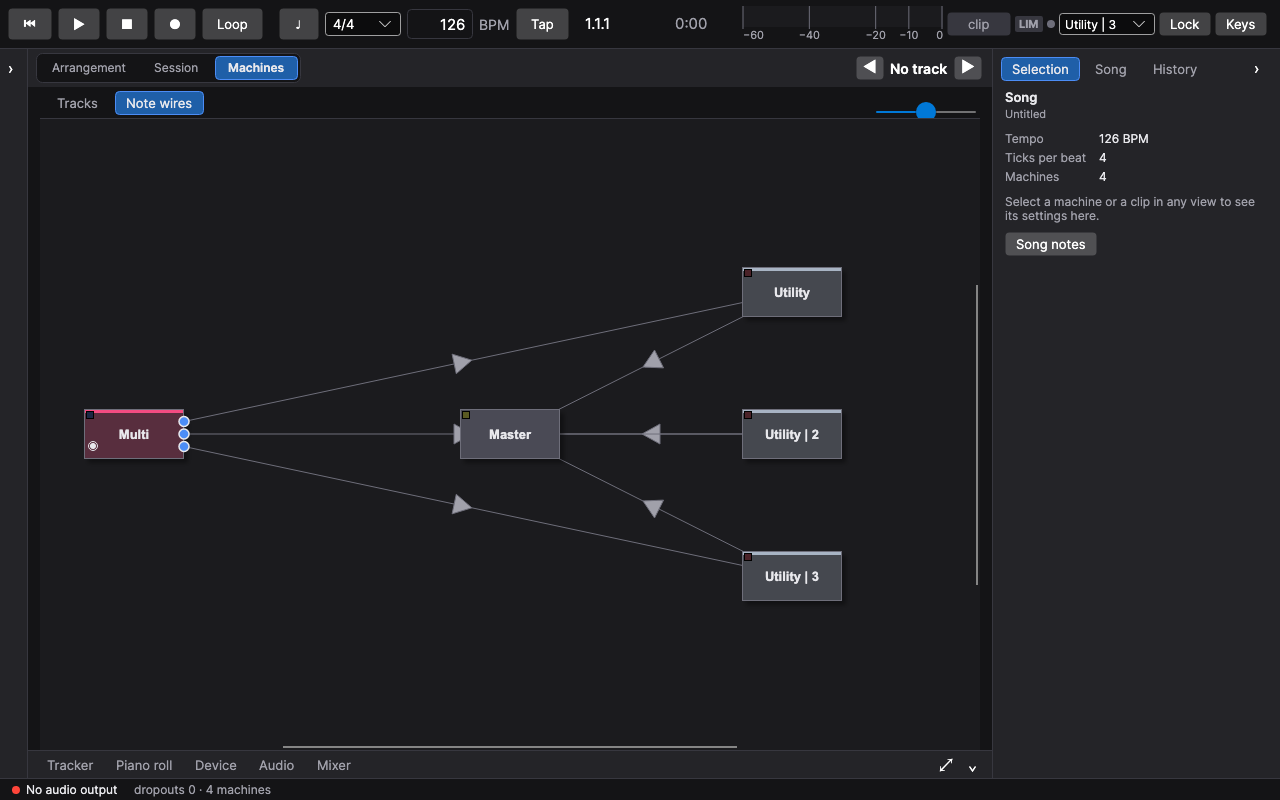 Loop
4/4
126 BPM
Tap
1.1.1
0:00
−60 −40 −20 −10 0
clip
LIM
Utility | 3
Lock
Keys
Arrangement Session Machines
No track
Selection Song History
Tracks Note wires
Song
Untitled
Tempo 126 BPM
Ticks per beat 4
Machines 4
Select a machine or a clip in any view to see
its settings here.
Song notes
Utility
Multi
Master
Utility | 2
Utility | 3
Tracker Piano roll Device Audio Mixer
No audio output dropouts 0 · 4 machines